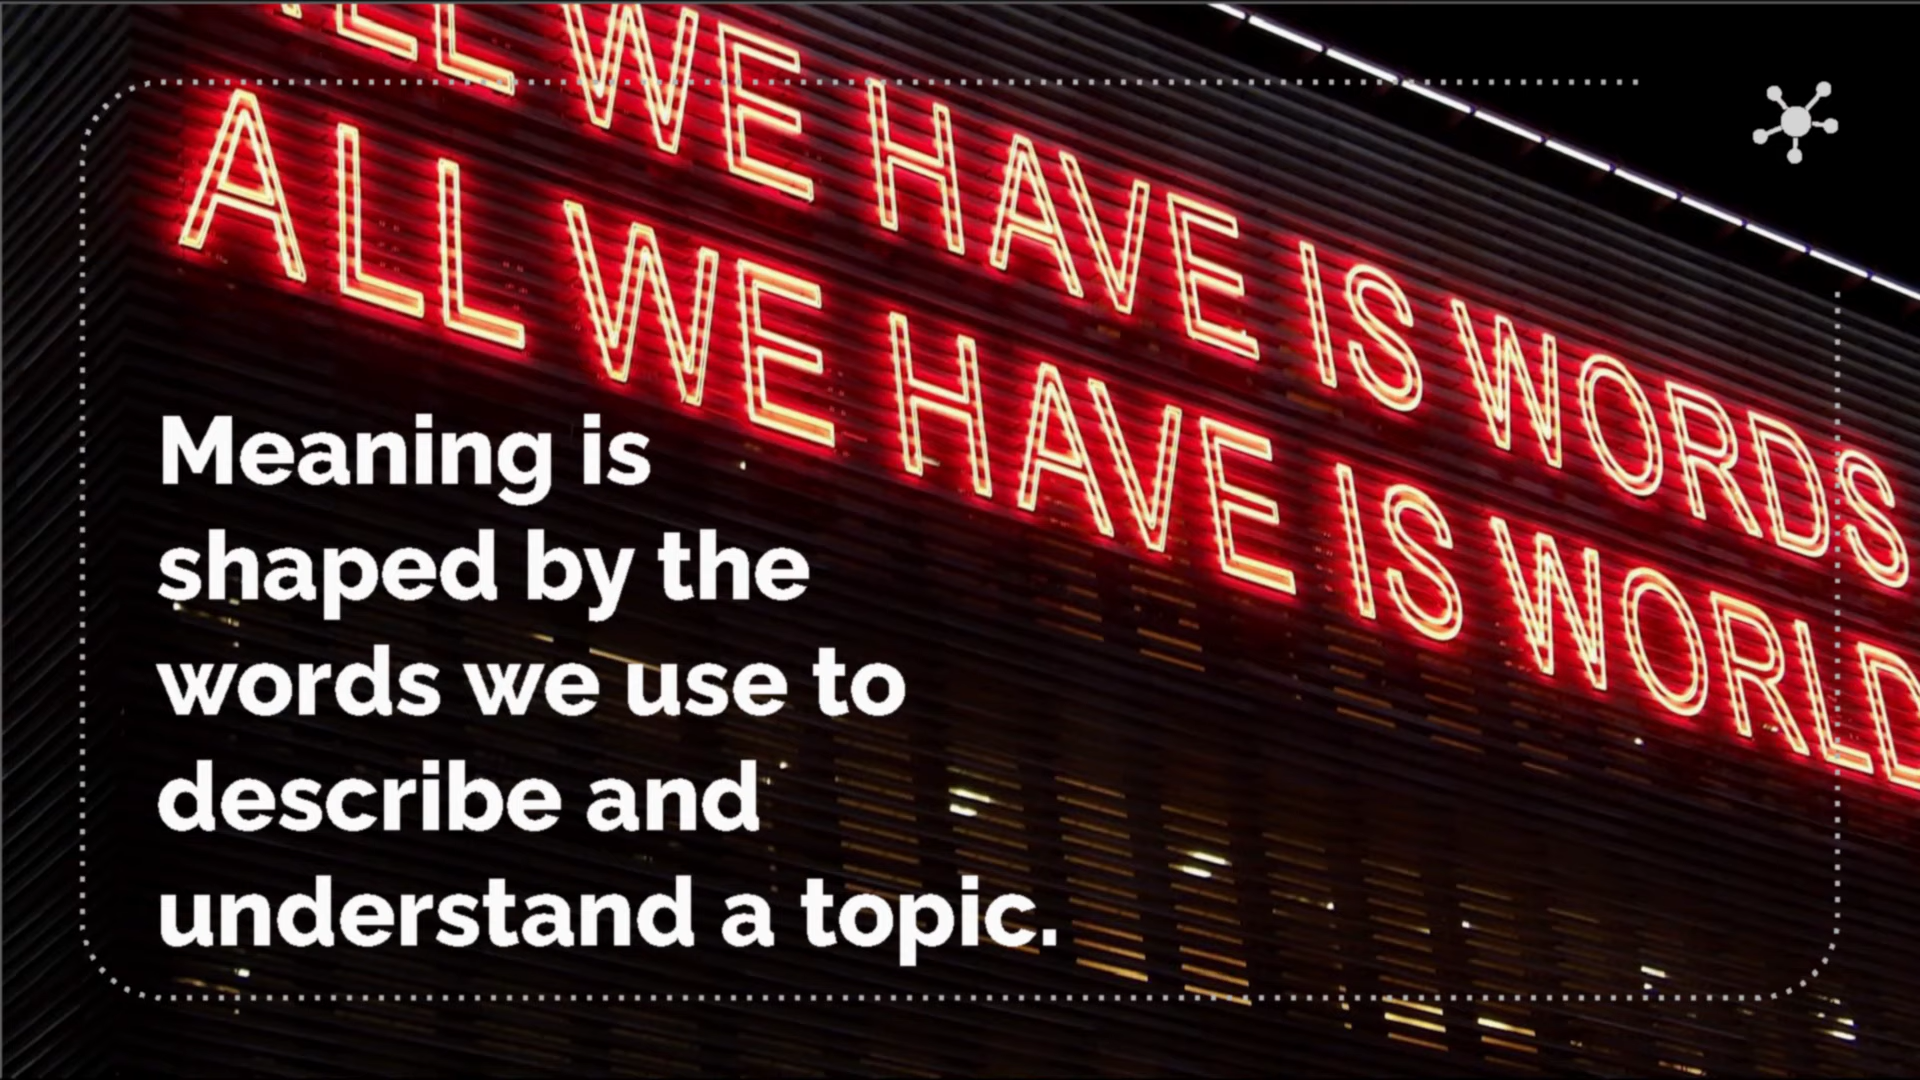 ALL WE HAVE IS WORDS
ALL WE HAVE IS WORLD
Meaning is
shaped by the
words we use to
describe and
understand a topic.